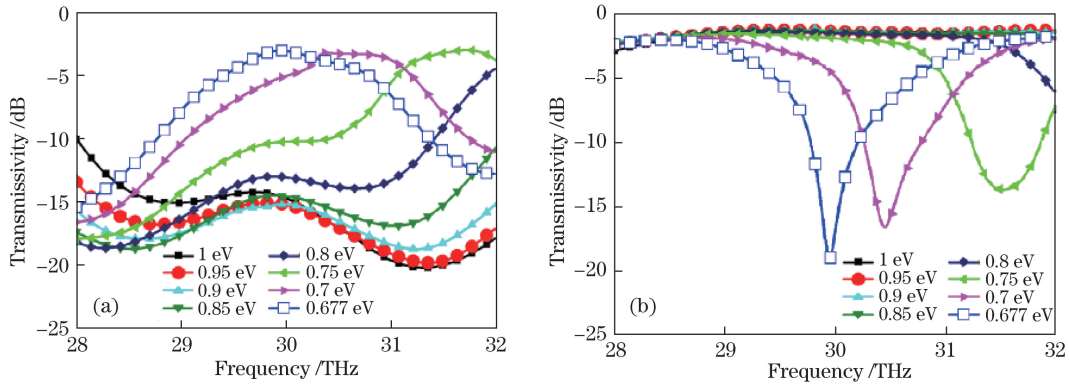 Transmissivity /dB
0
−5
−10
−15
−20
−25
(a)
1 eV
0.95 eV
0.9 eV
0.85 eV
0.8 eV
0.75 eV
0.7 eV
0.677 eV
28
29
30
31
32
Frequency /THz
Transmissivity /dB
0
−5
−10
−15
−20
−25
(b)
1 eV
0.95 eV
0.9 eV
0.85 eV
0.8 eV
0.75 eV
0.7 eV
0.677 eV
28
29
30
31
32
Frequency /THz